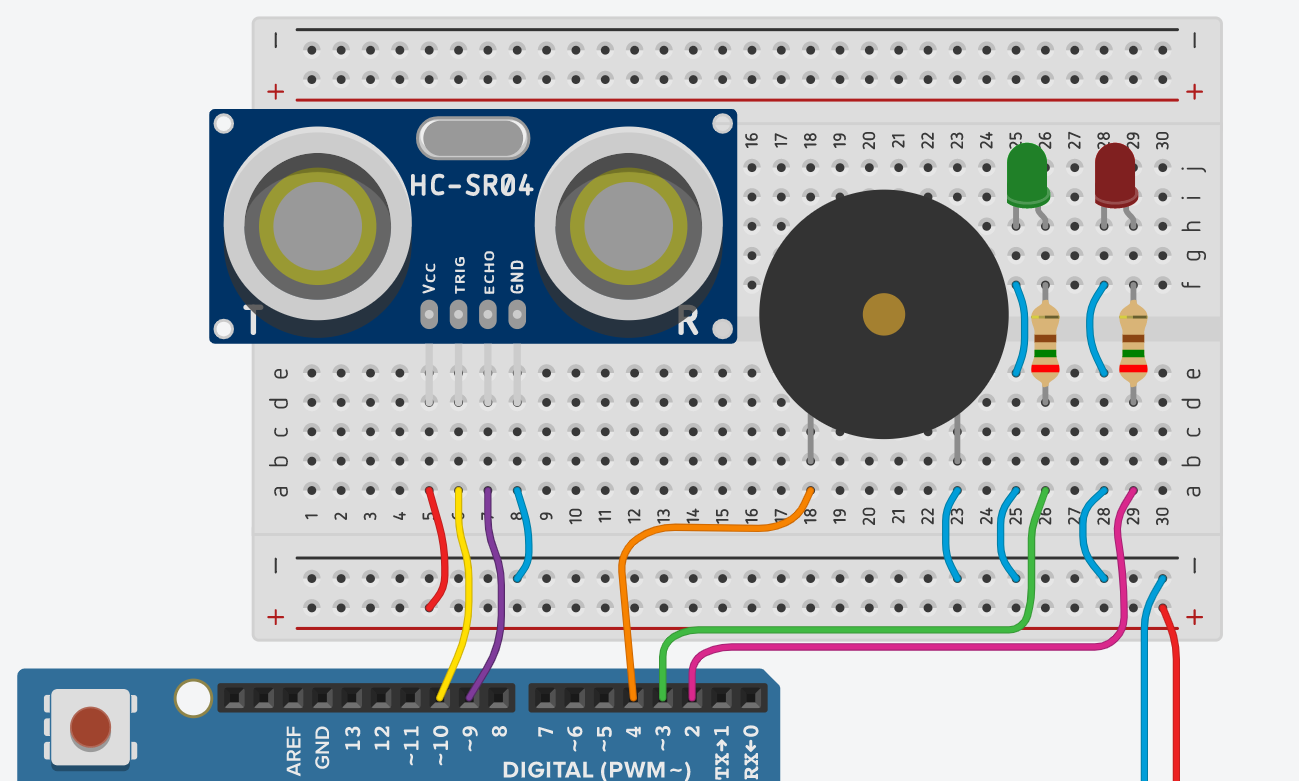 − −
+ +
16 17 18 19 20 21 22 23 24 25 26 27 28 29 30
j
i
h
g
f
HC-SR04
Vcc TRIG ECHO GND
T R
e e
d d
c c
b b
a a
1 2 3 4 5 6 7 8 9 10 11 12 13 14 15 16 17 18 19 20 21 22 23 24 25 26 27 28 29 30
− −
+ +
AREF GND 13 12 ~11 ~10 ~9 8 7 ~6 ~5 4 ~3 2 TX→1 RX←0
DIGITAL (PWM~)